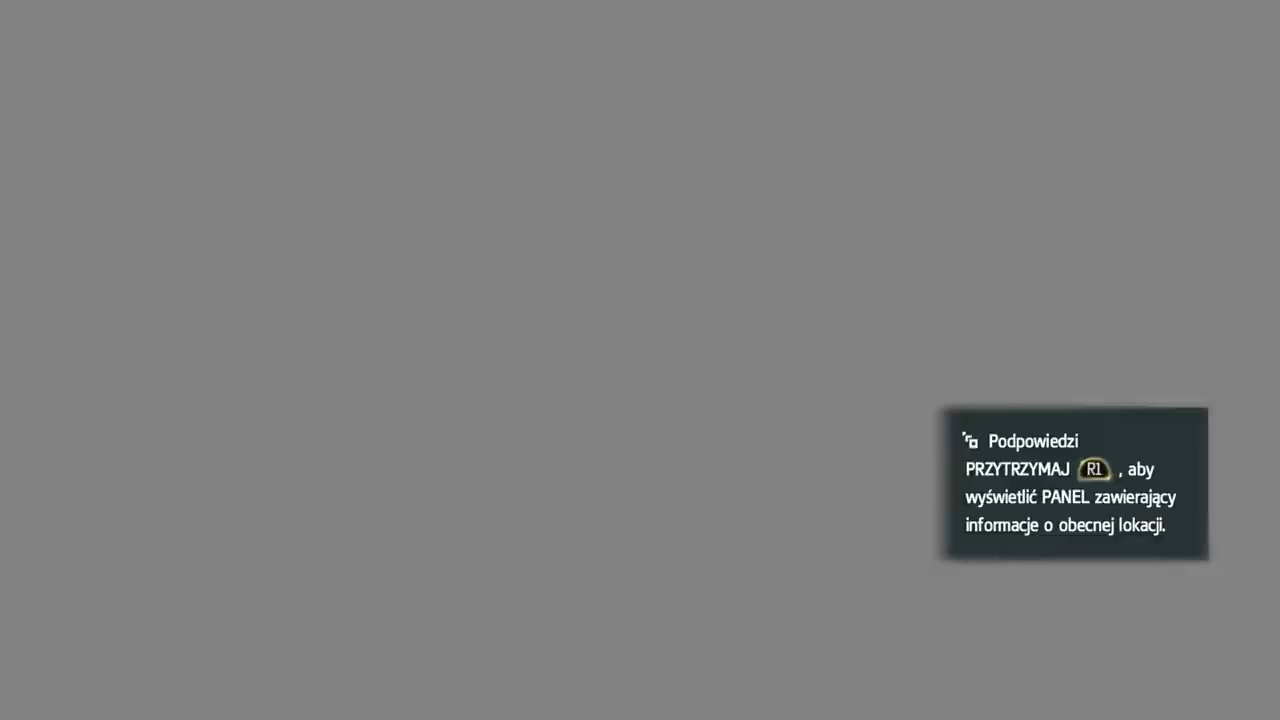 Podpowiedzi
PRZYTRZYMAJ R1 , aby
wyświetlić PANEL zawierający
informacje o obecnej lokacji.